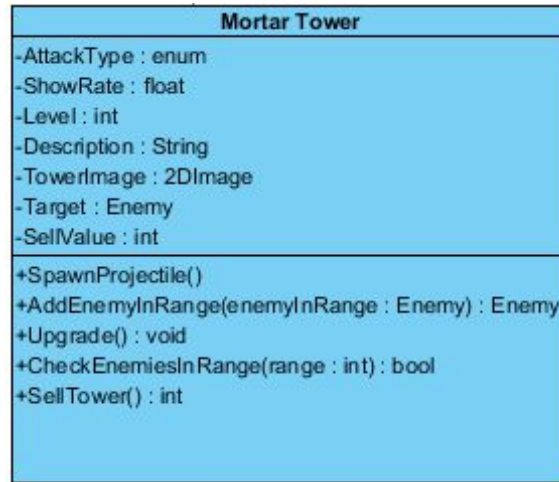 Mortar Tower
-AttackType : enum
-ShowRate : float
-Level : int
-Description : String
-TowerImage : 2DImage
-Target : Enemy
-SellValue : int
+SpawnProjectile()
+AddEnemyInRange(enemyInRange : Enemy) : Enemy
+Upgrade() : void
+CheckEnemiesInRange(range : int) : bool
+SellTower() : int